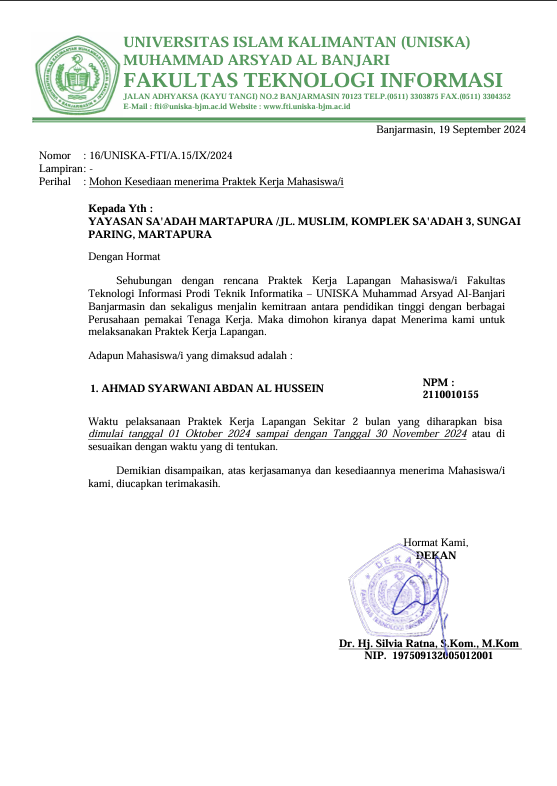 UNIVERSITAS ISLAM KALIMANTAN (UNISKA)
MUHAMMAD ARSYAD AL BANJARI
FAKULTAS TEKNOLOGI INFORMASI
JALAN ADHYAKSA (KAYU TANGI) NO.2 BANJARMASIN 70123 TELP.(0511) 3303875 FAX.(0511) 3304352
E-Mail : fti@uniska-bjm.ac.id Website : www.fti.uniska-bjm.ac.id
Banjarmasin, 19 September 2024
Nomor : 16/UNISKA-FTI/A.15/IX/2024
Lampiran: -
Perihal : Mohon Kesediaan menerima Praktek Kerja Mahasiswa/i
Kepada Yth :
YAYASAN SA'ADAH MARTAPURA /JL. MUSLIM, KOMPLEK SA'ADAH 3, SUNGAI
PARING, MARTAPURA
Dengan Hormat
Sehubungan dengan rencana Praktek Kerja Lapangan Mahasiswa/i Fakultas
Teknologi Informasi Prodi Teknik Informatika – UNISKA Muhammad Arsyad Al-Banjari
Banjarmasin dan sekaligus menjalin kemitraan antara pendidikan tinggi dengan berbagai
Perusahaan pemakai Tenaga Kerja. Maka dimohon kiranya dapat Menerima kami untuk
melaksanakan Praktek Kerja Lapangan.
Adapun Mahasiswa/i yang dimaksud adalah :
1. AHMAD SYARWANI ABDAN AL HUSSEIN
NPM :
2110010155
Waktu pelaksanaan Praktek Kerja Lapangan Sekitar 2 bulan yang diharapkan bisa
dimulai tanggal 01 Oktober 2024 sampai dengan Tanggal 30 November 2024 atau di
sesuaikan dengan waktu yang di tentukan.
Demikian disampaikan, atas kerjasamanya dan kesediaannya menerima Mahasiswa/i
kami, diucapkan terimakasih.
Hormat Kami,
DEKAN
DEKAN
Dr. Hj. Silvia Ratna, S.Kom., M.Kom
NIP. 197509132005012001